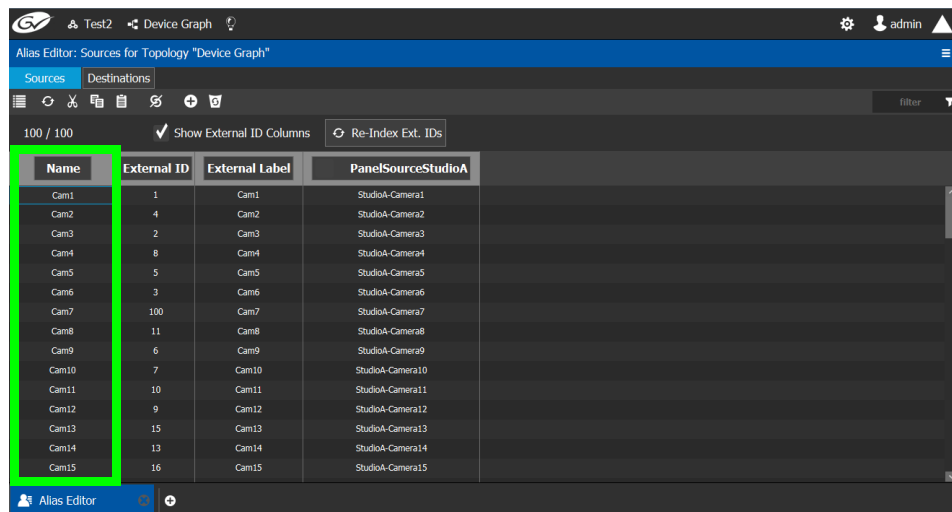 GV Test2 Device Graph admin
Alias Editor: Sources for Topology "Device Graph"
Sources Destinations
filter
100 / 100 Show External ID Columns Re-Index Ext. IDs
Name External ID External Label PanelSourceStudioA
Cam1 1 Cam1 StudioA-Camera1
Cam2 4 Cam2 StudioA-Camera2
Cam3 2 Cam3 StudioA-Camera3
Cam4 8 Cam4 StudioA-Camera4
Cam5 5 Cam5 StudioA-Camera5
Cam6 3 Cam6 StudioA-Camera6
Cam7 100 Cam7 StudioA-Camera7
Cam8 11 Cam8 StudioA-Camera8
Cam9 6 Cam9 StudioA-Camera9
Cam10 7 Cam10 StudioA-Camera10
Cam11 10 Cam11 StudioA-Camera11
Cam12 9 Cam12 StudioA-Camera12
Cam13 15 Cam13 StudioA-Camera13
Cam14 13 Cam14 StudioA-Camera14
Cam15 16 Cam15 StudioA-Camera15
Alias Editor